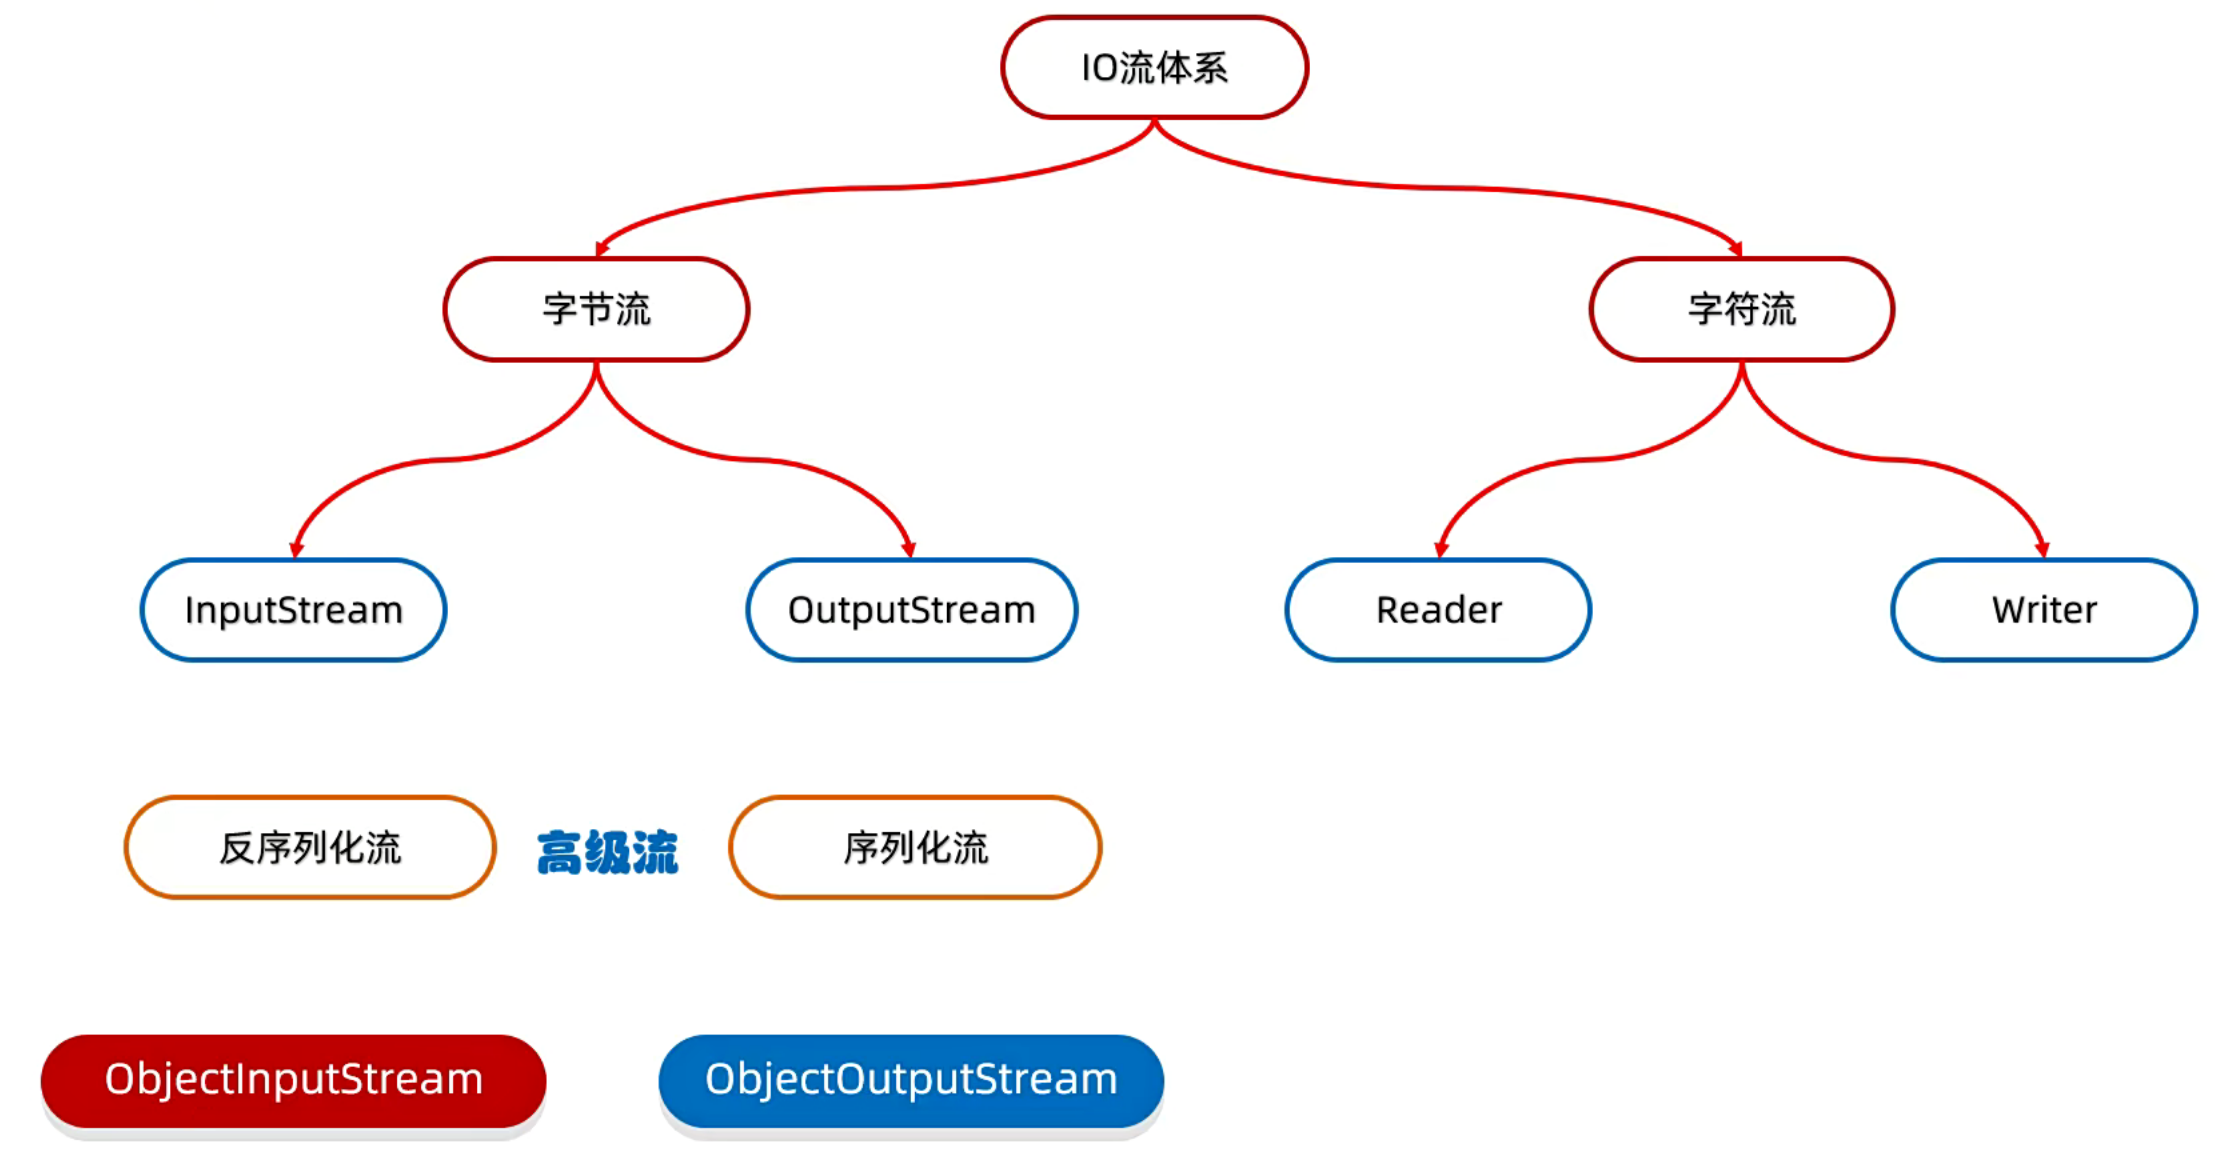 IO流体系
字节流
字符流
InputStream
OutputStream
Reader
Writer
反序列化流
高级流
序列化流
ObjectInputStream
ObjectOutputStream